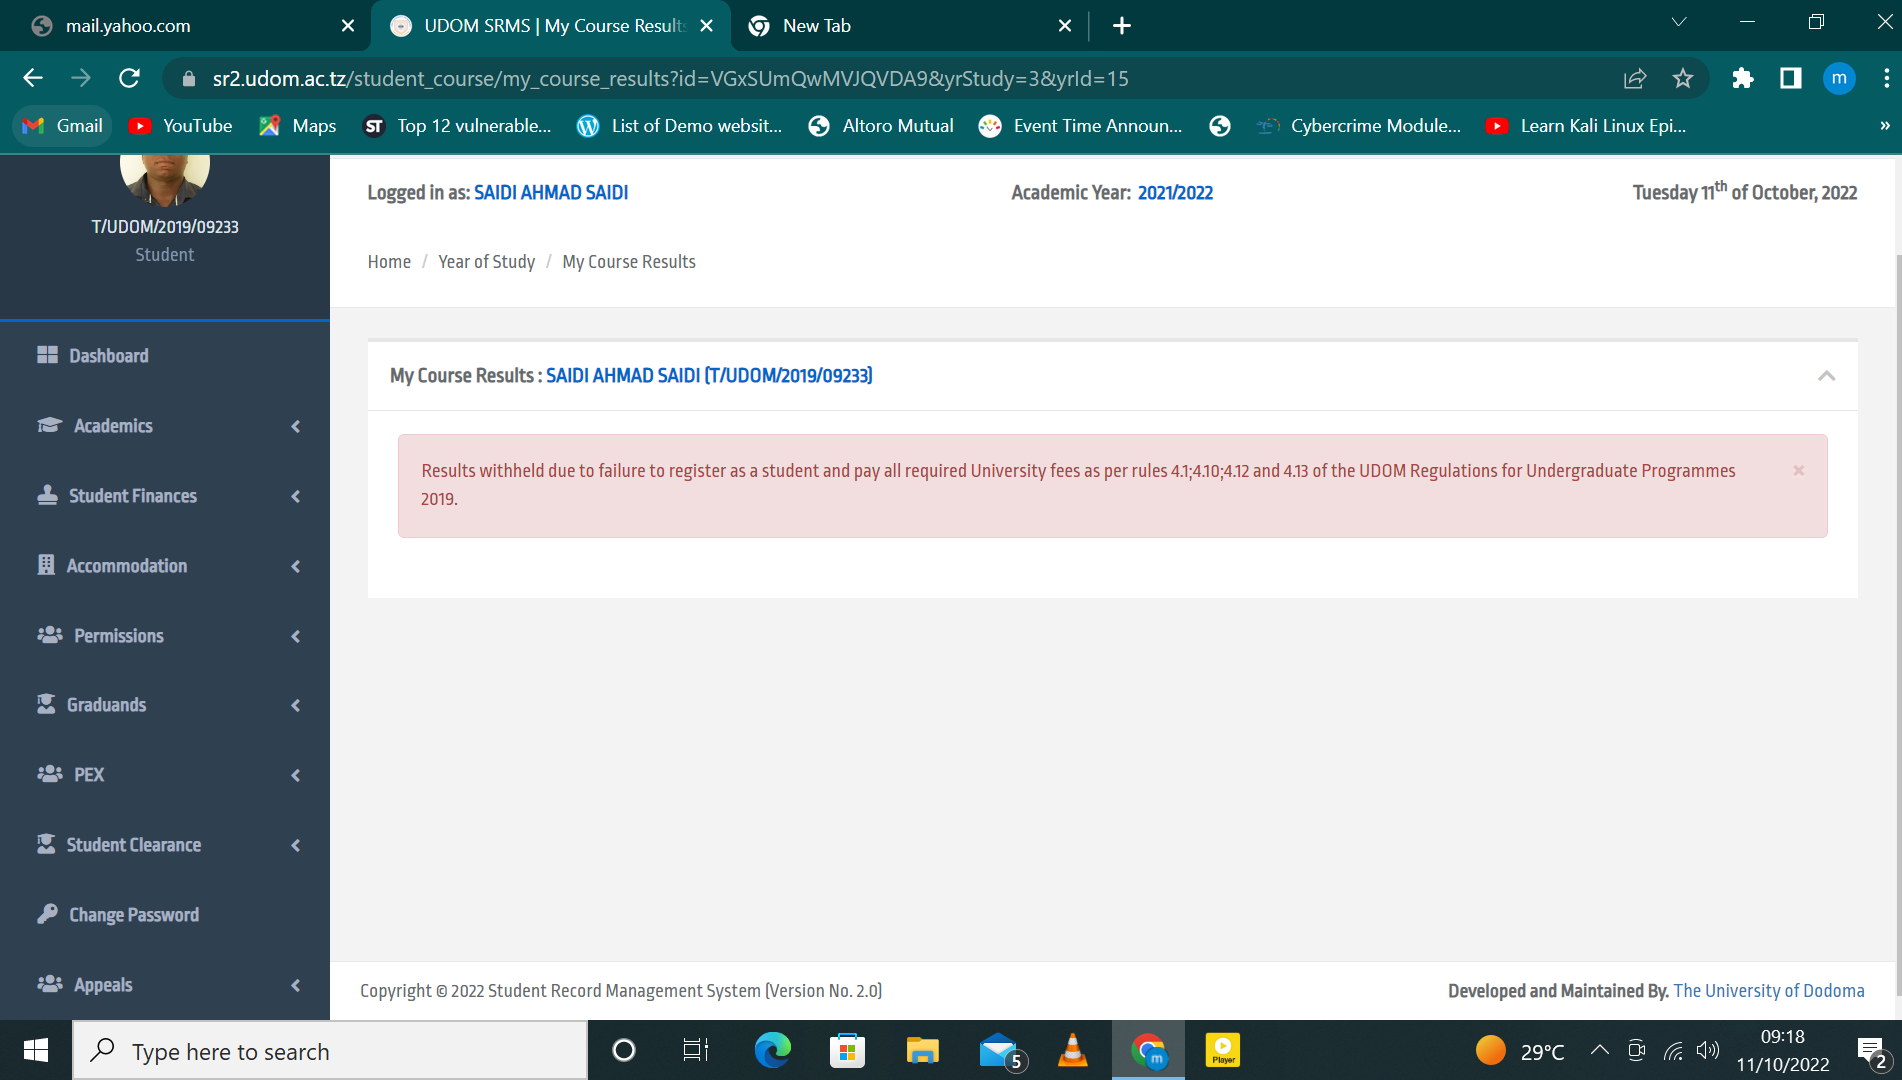 mail.yahoo.com
UDOM SRMS | My Course Results
New Tab
sr2.udom.ac.tz/student_course/my_course_results?id=VGxSUmQwMVJQVDA9&yrStudy=3&yrId=15
m
Gmail
YouTube
Maps
ST
Top 12 vulnerable...
List of Demo websit...
Altoro Mutual
Event Time Announ...
Cybercrime Module...
Learn Kali Linux Epi...
»
T/UDOM/2019/09233
Student
Logged in as: SAIDI AHMAD SAIDI
Academic Year: 2021/2022
Tuesday 11th of October, 2022
Home / Year of Study / My Course Results
Dashboard
Academics
Student Finances
Accommodation
Permissions
Graduands
PEX
Student Clearance
Change Password
Appeals
My Course Results : SAIDI AHMAD SAIDI (T/UDOM/2019/09233)
Results withheld due to failure to register as a student and pay all required University fees as per rules 4.1;4.10;4.12 and 4.13 of the UDOM Regulations for Undergraduate Programmes
2019.
×
Copyright © 2022 Student Record Management System (Version No. 2.0)
Developed and Maintained By. The University of Dodoma
Type here to search
5
m
Player
29°C
09:18
11/10/2022
2